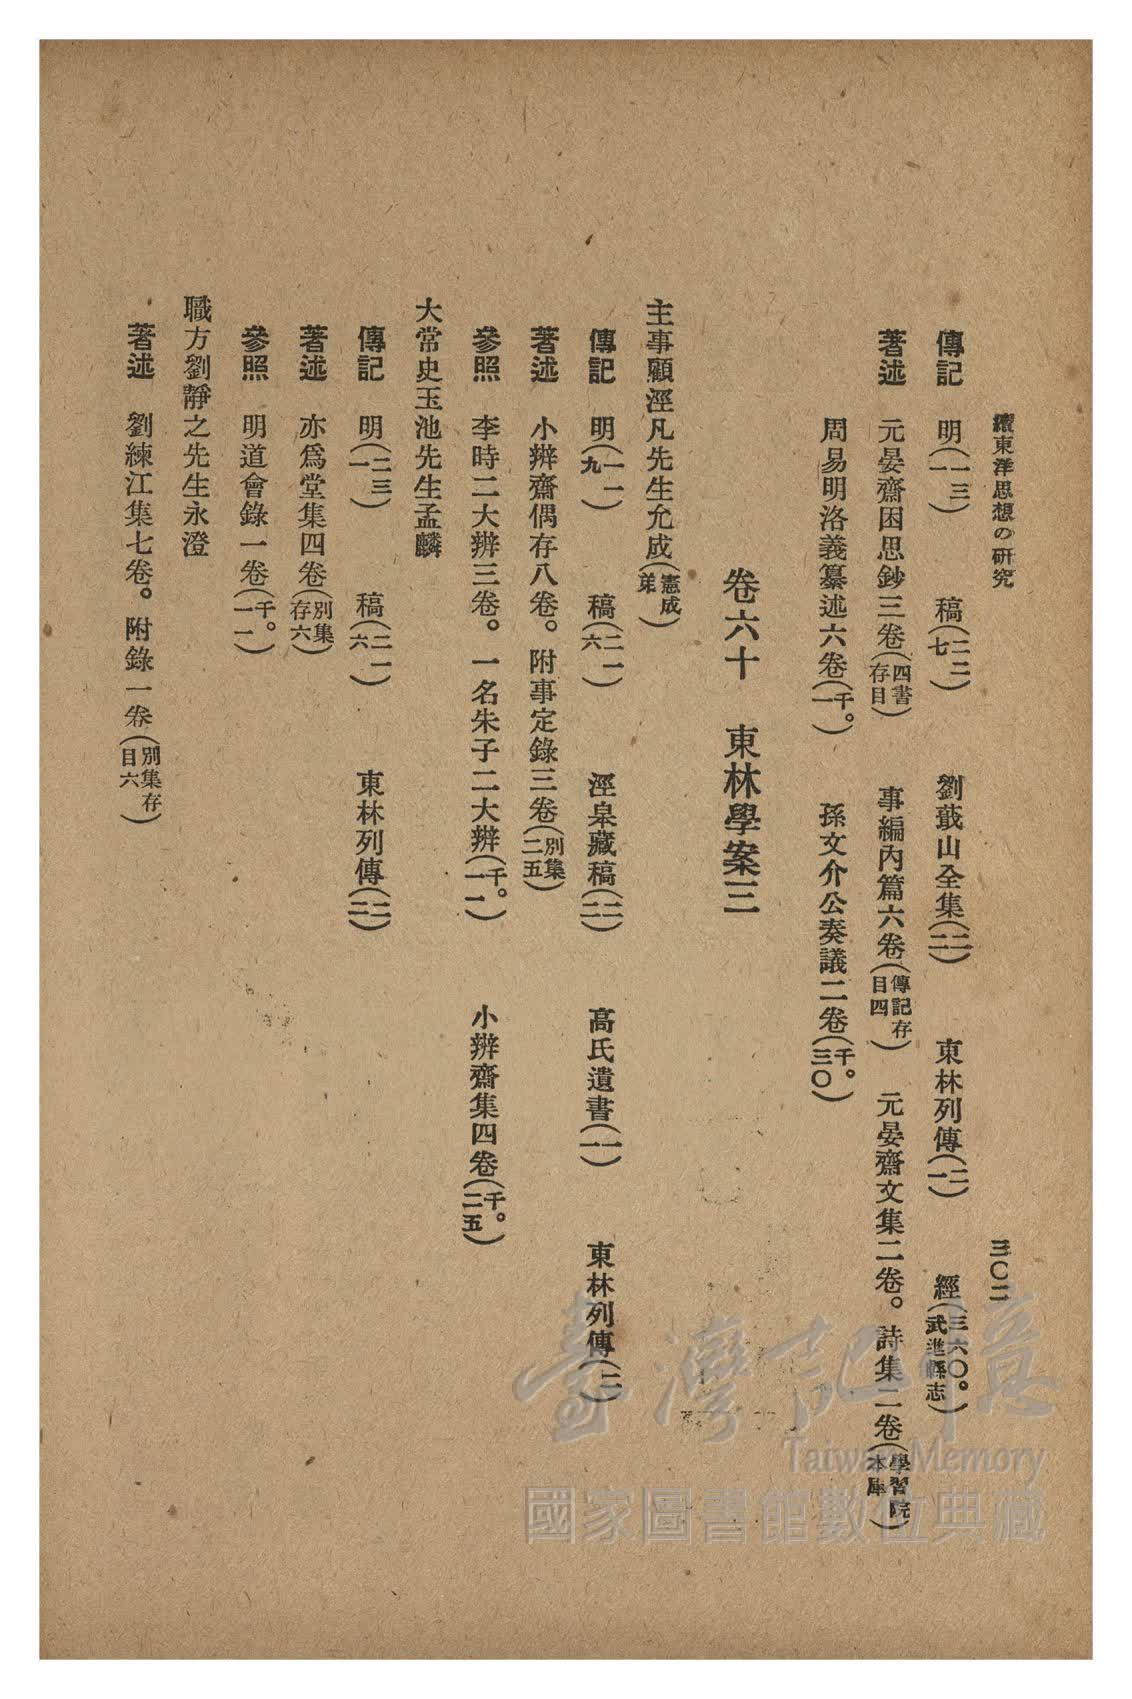 續東洋思想の研究
三〇二
傳記 明(一三一) 稿(二二七) 劉蕺山全集(二二) 東林列傳(二一) 經(三六〇。武進縣志)
著述 元晏齋困思鈔三卷(四書存目) 事編內篇六卷(傳記存目四) 元晏齋文集二卷。詩集二卷(學習院本庫)
周易明洛義纂述六卷(千。一) 孫文介公奏議二卷(千。三〇)
卷六十 東林學案三
主事顧涇凡先生允成(憲成弟)
傳記 明(二一九) 稿(二一六) 涇皋藏稿(二二) 高氏遺書(一一) 東林列傳(二)
著述 小辨齋偶存八卷。附事定錄三卷(別集二五)
參照 李時二大辨三卷。一名朱子二大辨(千。一一) 小辨齋集四卷(千。二五)
大常史玉池先生孟麟
傳記 明(二三一) 稿(二一六) 東林列傳(二二)
著述 亦爲堂集四卷(別集存六)
參照 明道會錄一卷(千。一一)
職方劉靜之先生永澄
著述 劉練江集七卷。附錄一卷(別集存目六)
臺灣記憶
Taiwan Memory
國家圖書館數位典藏